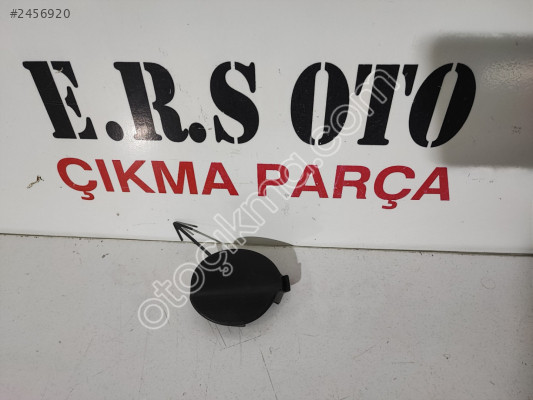 #2456920
E.R.S OTO
ÇIKMA PARÇA
otoçıkma.com